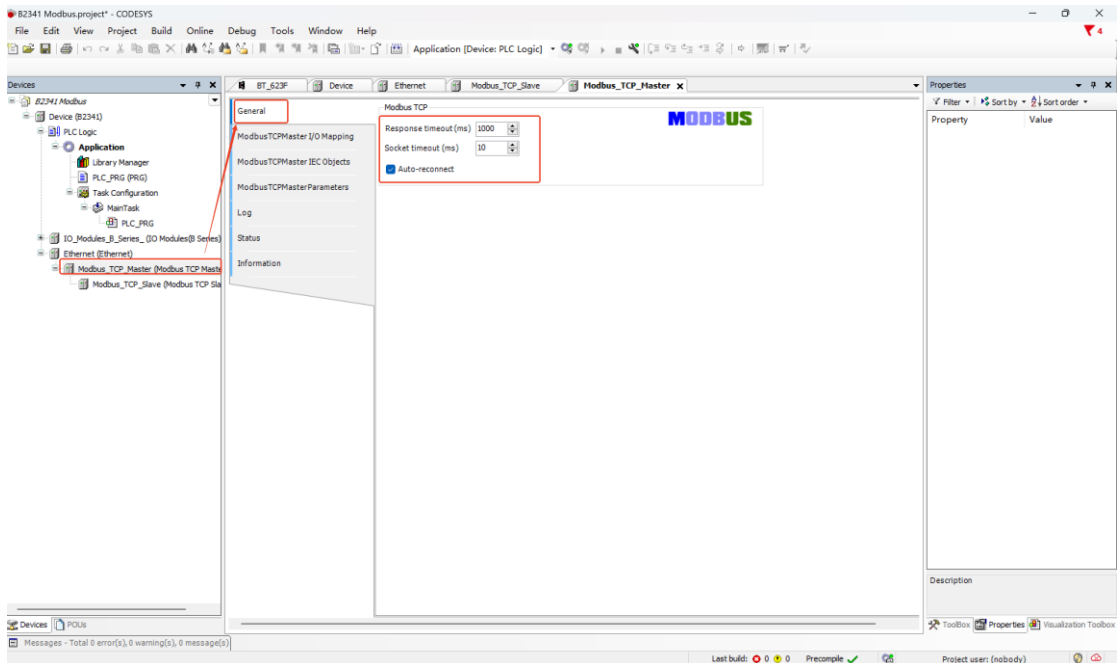 B2341 Modbus.project* - CODESYS
File Edit View Project Build Online Debug Tools Window Help
4
Application [Device: PLC Logic]
Devices
B2341 Modbus
Device (B2341)
PLC Logic
Application
Library Manager
PLC_PRG (PRG)
Task Configuration
MainTask
PLC_PRG
IO_Modules_B_Series_ (IO Modules(B Series)
Ethernet (Ethernet)
Modbus_TCP_Master (Modbus TCP Maste
Modbus_TCP_Slave (Modbus TCP Sla
Devices POUs
BT_623F Device Ethernet Modbus_TCP_Slave Modbus_TCP_Master
General
ModbusTCPMaster I/O Mapping
ModbusTCPMaster IEC Objects
ModbusTCPMasterParameters
Log
Status
Information
Modbus TCP
MODBUS
Response timeout(ms) 1000
Socket timeout (ms) 10
Auto-reconnect
Properties
Filter Sort by Sort order
Property Value
Description
ToolBox Properties Visualization Toolbox
Messages - Total 0 error(s), 0 warning(s), 0 message(s)
Last build: 0 0 Precompile Project user: (nobody)